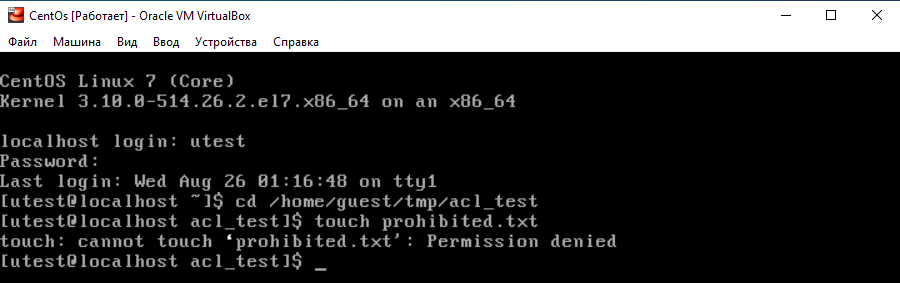 CentOs [Работает] - Oracle VM VirtualBox
Файл Машина Вид Ввод Устройства Справка
CentOS Linux 7 (Core)
Kernel 3.10.0-514.26.2.el7.x86_64 on an x86_64
localhost login: utest
Password:
Last login: Wed Aug 26 01:16:48 on tty1
[utest@localhost ~]$ cd /home/guest/tmp/acl_test
[utest@localhost acl_test]$ touch prohibited.txt
touch: cannot touch ‘prohibited.txt’: Permission denied
[utest@localhost acl_test]$ _